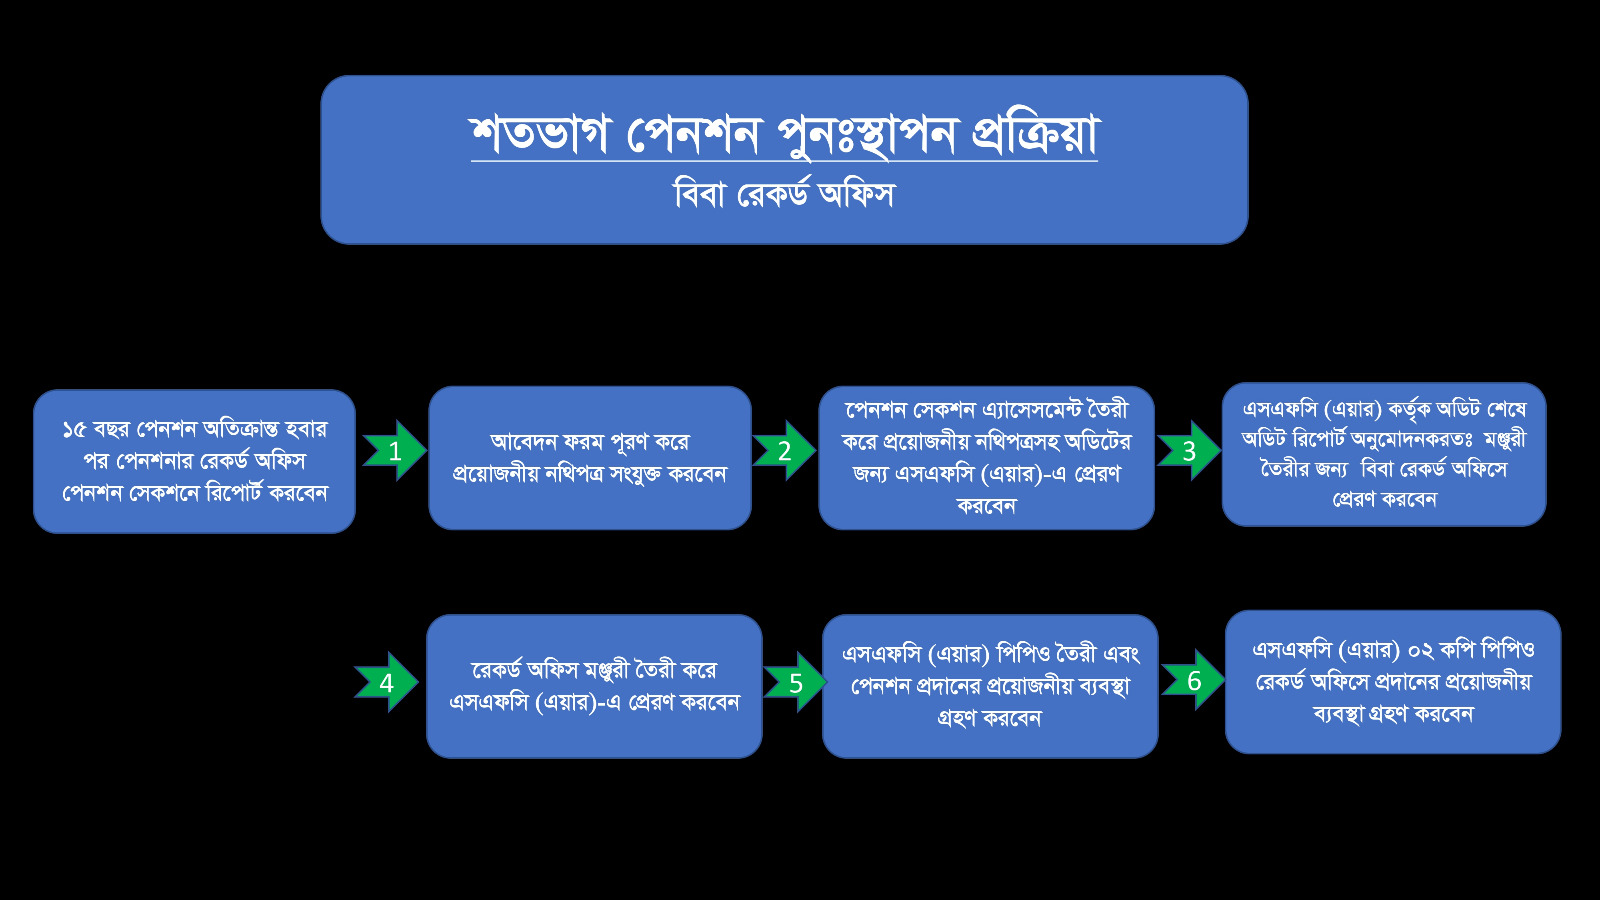 শতভাগ পেনশন পুনঃস্থাপন প্রক্রিয়া
বিবা রেকর্ড অফিস
১৫ বছর পেনশন অতিক্রান্ত হবার
পর পেনশনার রেকর্ড অফিস
পেনশন সেকশনে রিপোর্ট করবেন
1
আবেদন ফরম পূরণ করে
প্রয়োজনীয় নথিপত্র সংযুক্ত করবেন
2
পেনশন সেকশন এ্যাসেসমেন্ট তৈরী
করে প্রয়োজনীয় নথিপত্রসহ অডিটের
জন্য এসএফসি (এয়ার)-এ প্রেরণ
করবেন
3
এসএফসি (এয়ার) কর্তৃক অডিট শেষে
অডিট রিপোর্ট অনুমোদনকরতঃ মঞ্জুরী
তৈরীর জন্য বিবা রেকর্ড অফিসে
প্রেরণ করবেন
4
রেকর্ড অফিস মঞ্জুরী তৈরী করে
এসএফসি (এয়ার)-এ প্রেরণ করবেন
5
এসএফসি (এয়ার) পিপিও তৈরী এবং
পেনশন প্রদানের প্রয়োজনীয় ব্যবস্থা
গ্রহণ করবেন
6
এসএফসি (এয়ার) ০২ কপি পিপিও
রেকর্ড অফিসে প্রদানের প্রয়োজনীয়
ব্যবস্থা গ্রহণ করবেন